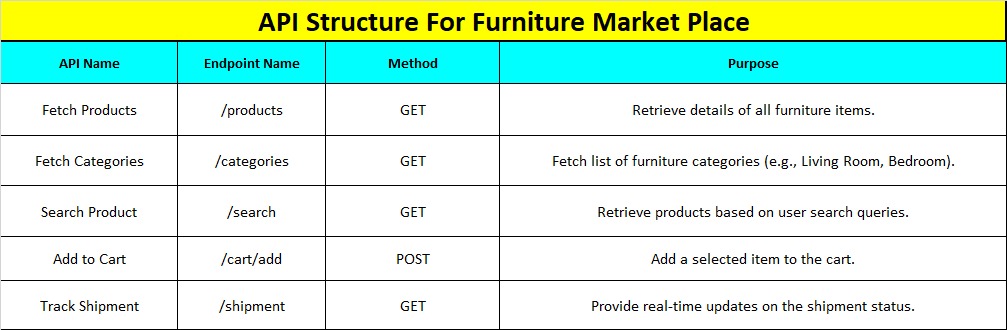 API Structure For Furniture Market Place
API Name Endpoint Name Method Purpose
Fetch Products /products GET Retrieve details of all furniture items.
Fetch Categories /categories GET Fetch list of furniture categories (e.g., Living Room, Bedroom).
Search Product /search GET Retrieve products based on user search queries.
Add to Cart /cart/add POST Add a selected item to the cart.
Track Shipment /shipment GET Provide real-time updates on the shipment status.